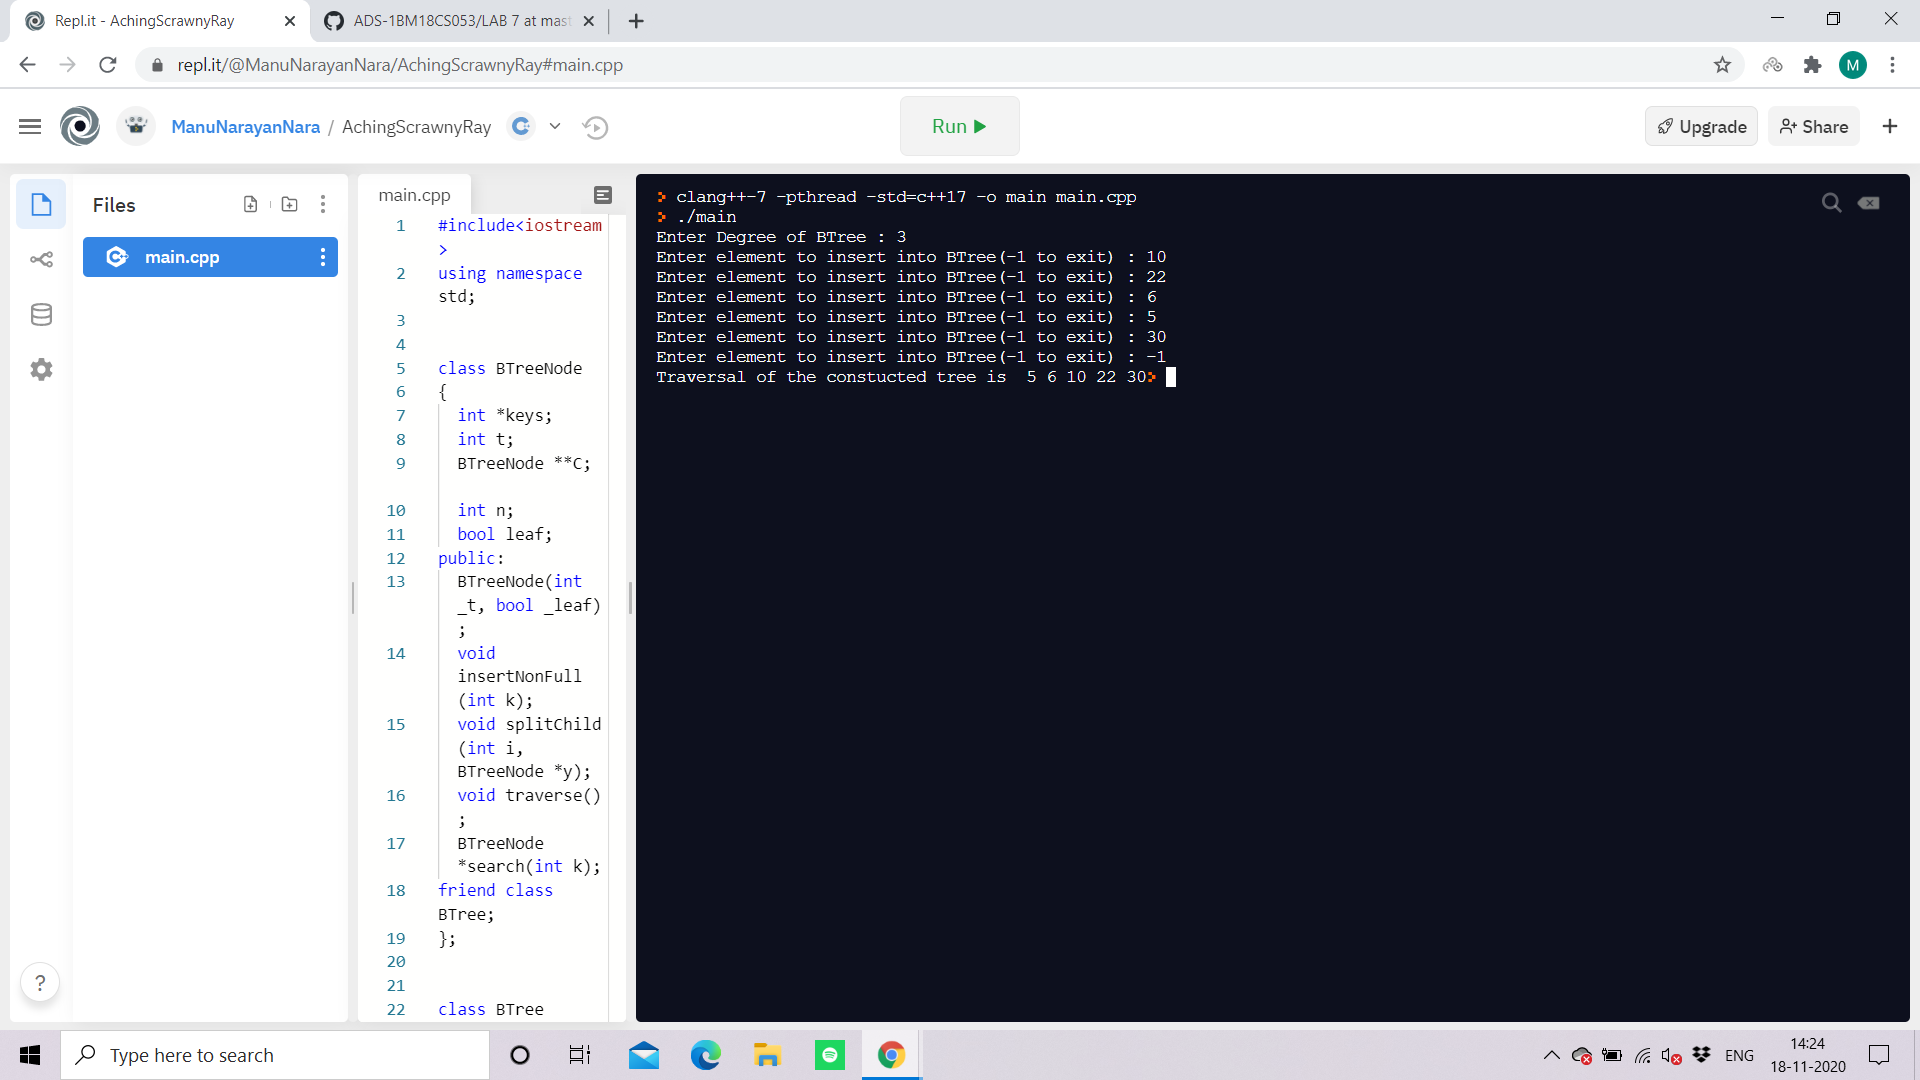 Repl.it - AchingScrawnyRay
ADS-1BM18CS053/LAB 7 at mast
repl.it/@ManuNarayanNara/AchingScrawnyRay#main.cpp
M
ManuNarayanNara / AchingScrawnyRay
Run
Upgrade
Share
Files
main.cpp
main.cpp
1 #include<iostream
>
2 using namespace
std;
3
4
5 class BTreeNode
6 {
7 int *keys;
8 int t;
9 BTreeNode **C;
10 int n;
11 bool leaf;
12 public:
13 BTreeNode(int
_t, bool _leaf)
;
14 void
insertNonFull
(int k);
15 void splitChild
(int i,
BTreeNode *y);
16 void traverse()
;
17 BTreeNode
*search(int k);
18 friend class
BTree;
19 };
20
21
22 class BTree
> clang++-7 -pthread -std=c++17 -o main main.cpp
> ./main
Enter Degree of BTree : 3
Enter element to insert into BTree(-1 to exit) : 10
Enter element to insert into BTree(-1 to exit) : 22
Enter element to insert into BTree(-1 to exit) : 6
Enter element to insert into BTree(-1 to exit) : 5
Enter element to insert into BTree(-1 to exit) : 30
Enter element to insert into BTree(-1 to exit) : -1
Traversal of the constucted tree is  5 6 10 22 30>
?
Type here to search
ENG
14:24
18-11-2020